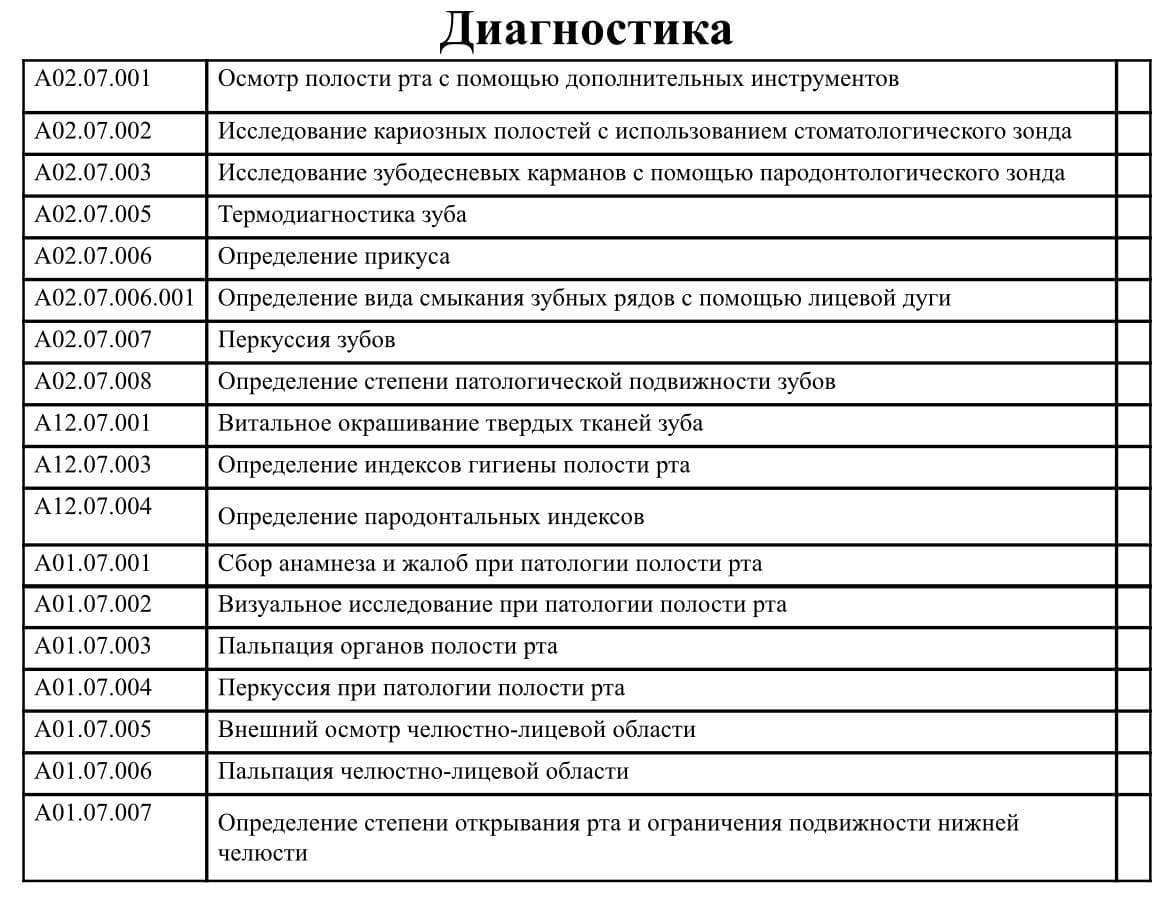 Диагностика
A02.07.001 Осмотр полости рта с помощью дополнительных инструментов
A02.07.002 Исследование кариозных полостей с использованием стоматологического зонда
A02.07.003 Исследование зубодесневых карманов с помощью пародонтологического зонда
A02.07.005 Термодиагностика зуба
A02.07.006 Определение прикуса
A02.07.006.001 Определение вида смыкания зубных рядов с помощью лицевой дуги
A02.07.007 Перкуссия зубов
A02.07.008 Определение степени патологической подвижности зубов
A12.07.001 Витальное окрашивание твердых тканей зуба
A12.07.003 Определение индексов гигиены полости рта
A12.07.004 Определение пародонтальных индексов
A01.07.001 Сбор анамнеза и жалоб при патологии полости рта
A01.07.002 Визуальное исследование при патологии полости рта
A01.07.003 Пальпация органов полости рта
A01.07.004 Перкуссия при патологии полости рта
A01.07.005 Внешний осмотр челюстно-лицевой области
A01.07.006 Пальпация челюстно-лицевой области
A01.07.007 Определение степени открывания рта и ограничения подвижности нижней
челюсти